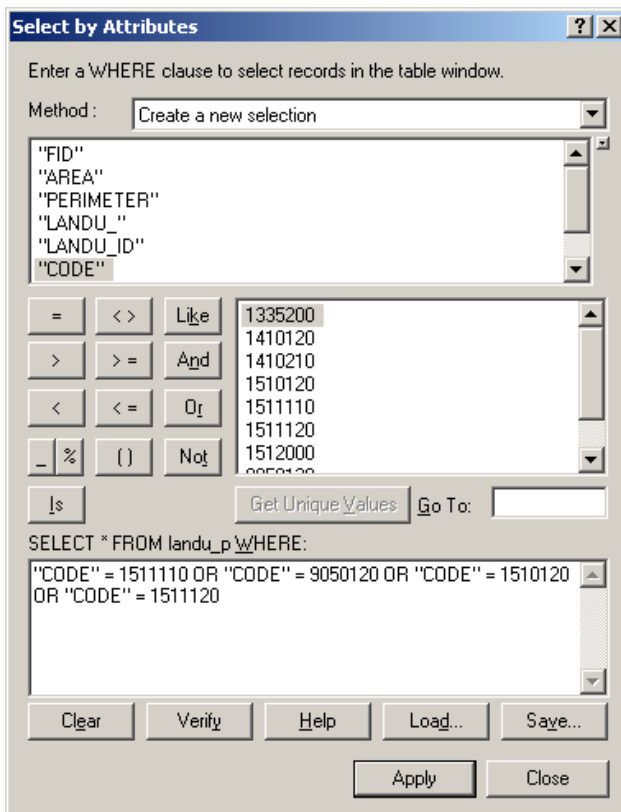 Select by Attributes
? X
Enter a WHERE clause to select records in the table window.
Method : Create a new selection
"FID"
"AREA"
"PERIMETER"
"LANDU_"
"LANDU_ID"
"CODE"
= < > Like
> > = And
< < = Or
_ % ( ) Not
Is
1335200
1410120
1410210
1510120
1511110
1511120
1512000
Get Unique Values Go To:
SELECT * FROM landu_p WHERE:
"CODE" = 1511110 OR "CODE" = 9050120 OR "CODE" = 1510120
OR "CODE" = 1511120
Clear Verify Help Load... Save...
Apply Close